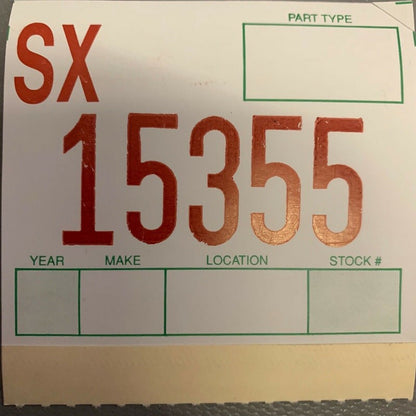 PART TYPE
SX
15355
YEAR MAKE LOCATION STOCK #